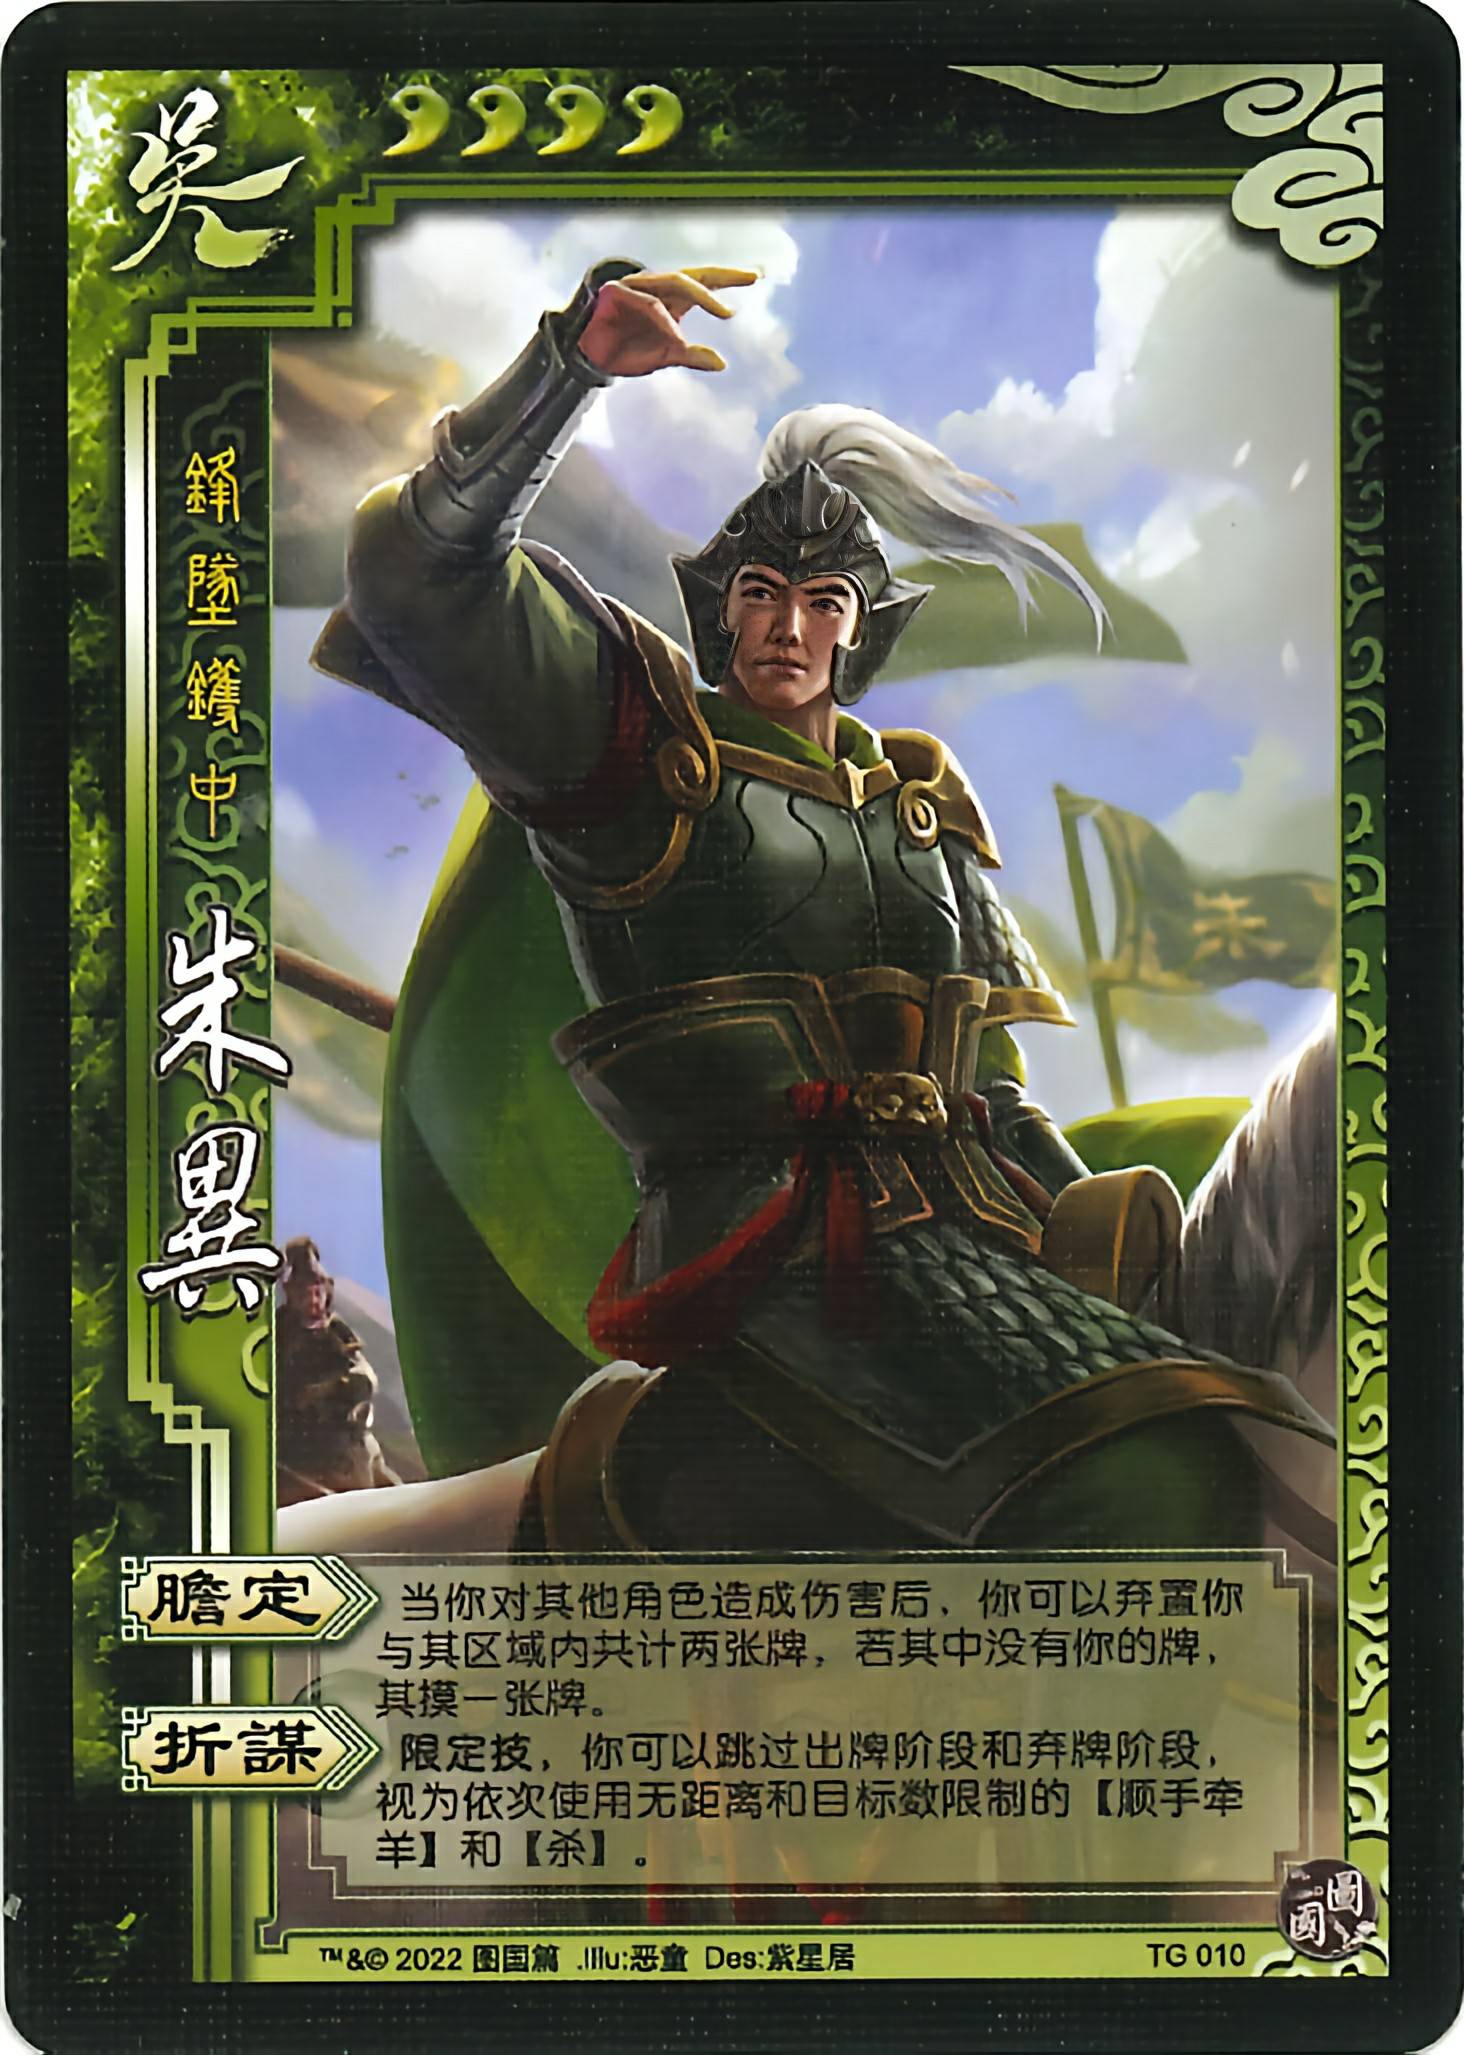 吴
鋒墜鑊中
朱異
朱
膽定
当你对其他角色造成伤害后，你可以弃置你
与其区域内共计两张牌，若其中没有你的牌，
其摸一张牌。
折謀
限定技，你可以跳过出牌阶段和弃牌阶段，
视为依次使用无距离和目标数限制的【顺手牵
羊】和【杀】。
™&© 2022 图国篇 .Illu:恶童 Des:紫星居
TG 010
圖國